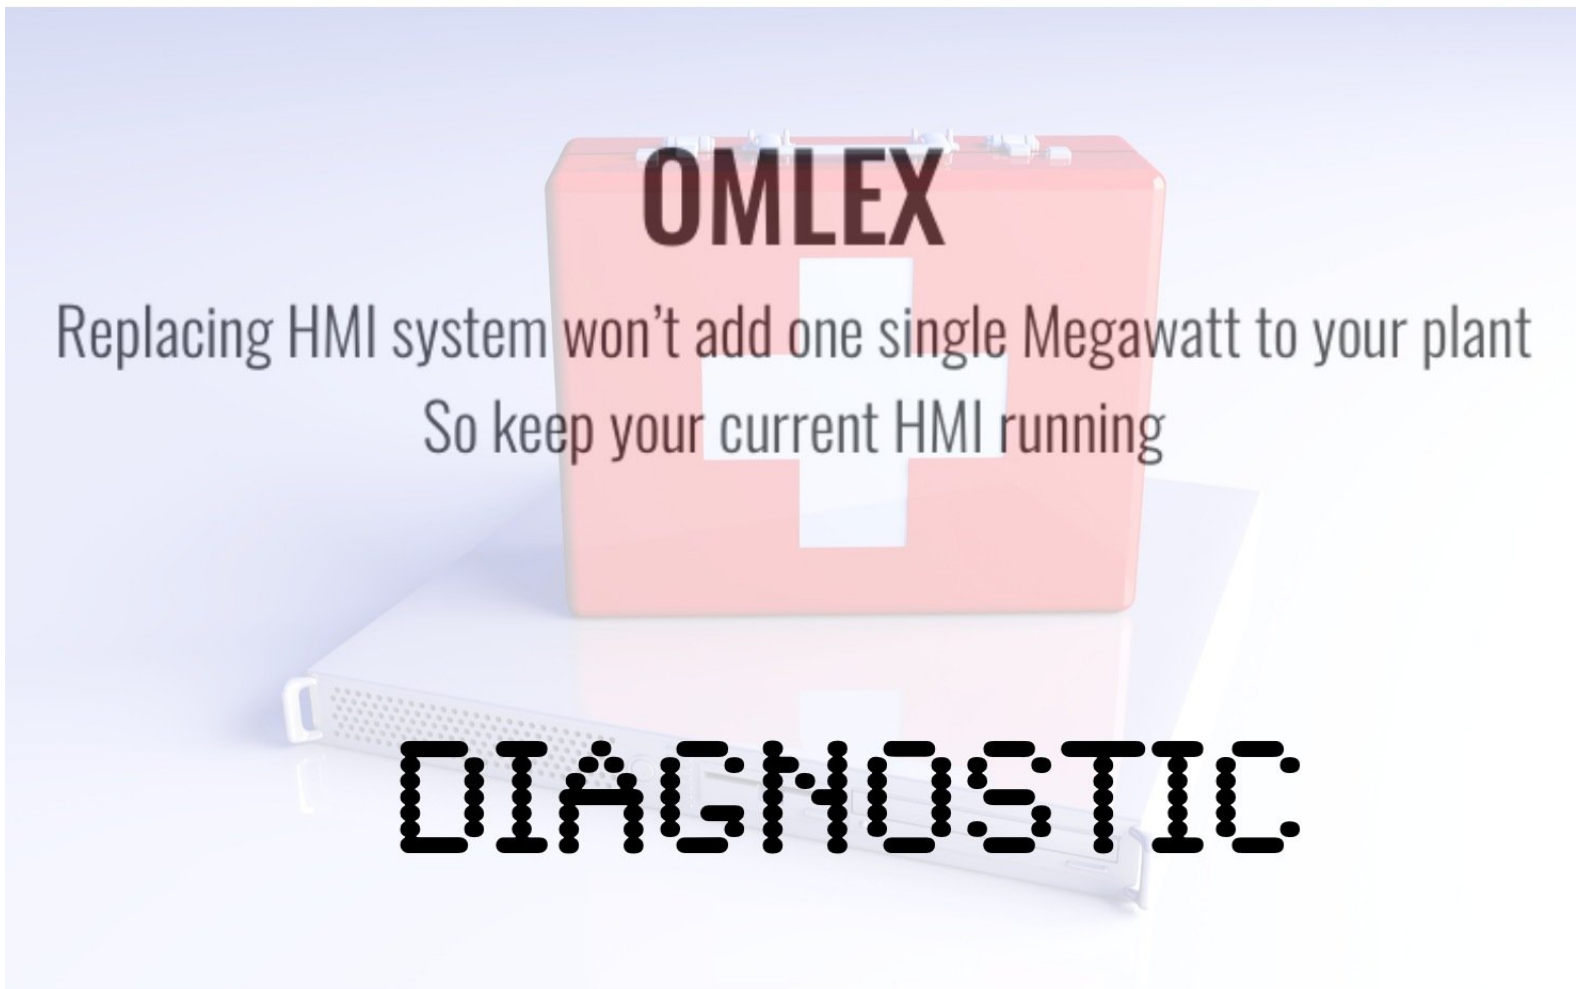 OMLEX
Replacing HMI system won’t add one single Megawatt to your plant
So keep your current HMI running
DIAGNOSTIC